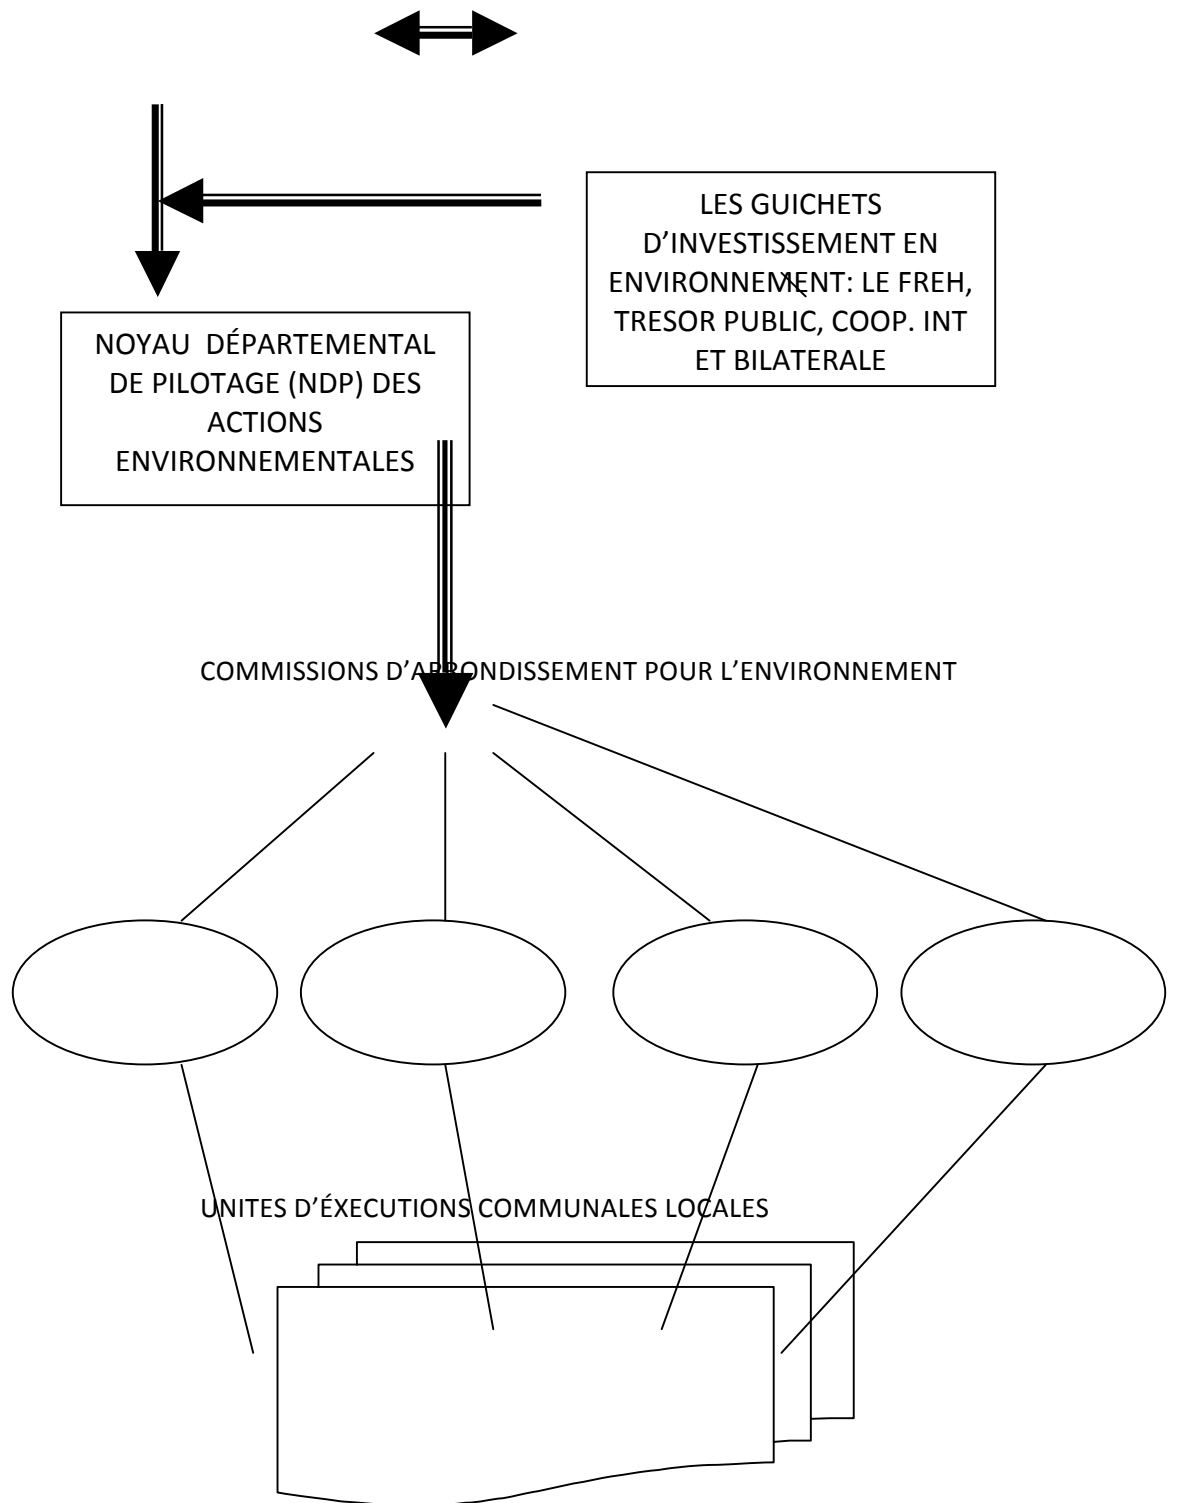 LES GUICHETS
D’INVESTISSEMENT EN
ENVIRONNEMENT: LE FREH,
TRESOR PUBLIC, COOP. INT
ET BILATERALE
NOYAU DÉPARTEMENTAL
DE PILOTAGE (NDP) DES
ACTIONS
ENVIRONNEMENTALES
COMMISSIONS D’ARRONDISSEMENT POUR L’ENVIRONNEMENT
UNITES D’ÉXECUTIONS COMMUNALES LOCALES